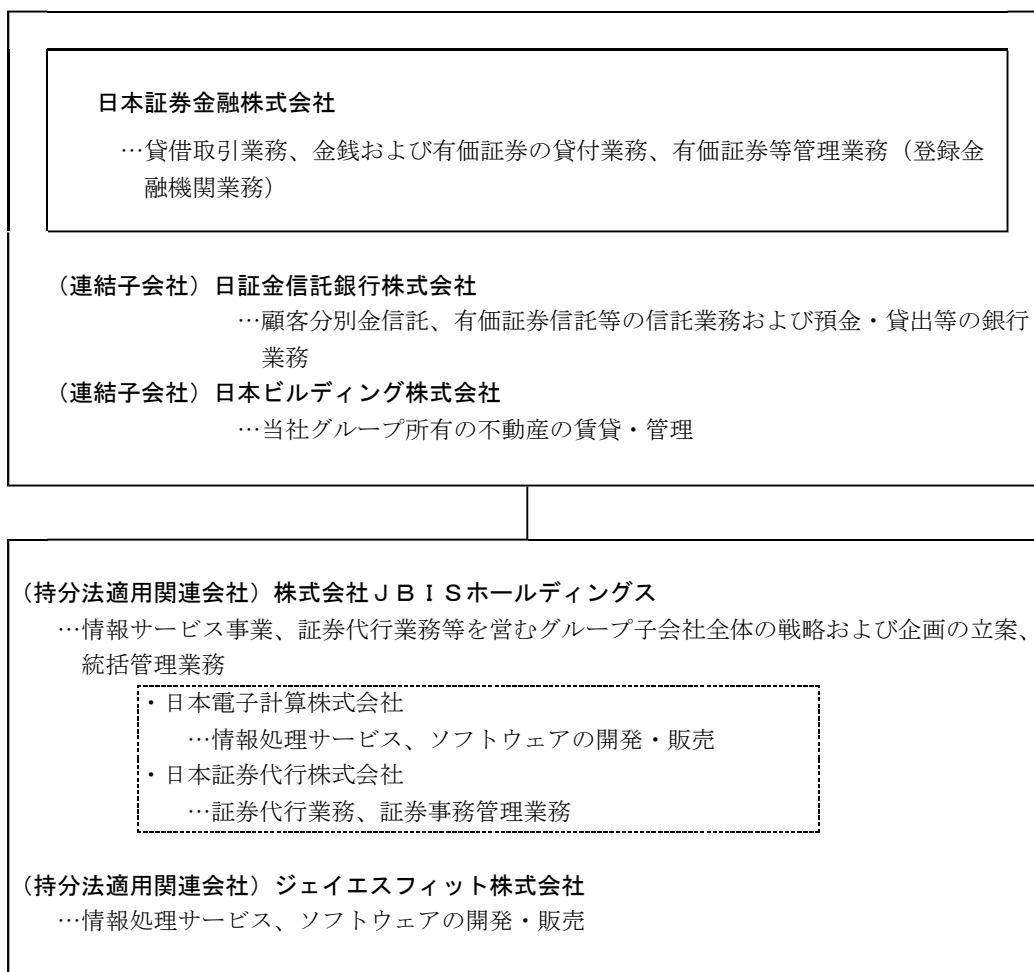 日本証券金融株式会社
…貸借取引業務、金銭および有価証券の貸付業務、有価証券等管理業務（登録金
融機関業務）
（連結子会社）日証金信託銀行株式会社
…顧客分別金信託、有価証券信託等の信託業務および預金・貸出等の銀行
業務
（連結子会社）日本ビルディング株式会社
…当社グループ所有の不動産の賃貸・管理
（持分法適用関連会社）株式会社ＪＢＩＳホールディングス
…情報サービス事業、証券代行業務等を営むグループ子会社全体の戦略および企画の立案、
統括管理業務
・日本電子計算株式会社
…情報処理サービス、ソフトウェアの開発・販売
・日本証券代行株式会社
…証券代行業務、証券事務管理業務
（持分法適用関連会社）ジェイエスフィット株式会社
…情報処理サービス、ソフトウェアの開発・販売